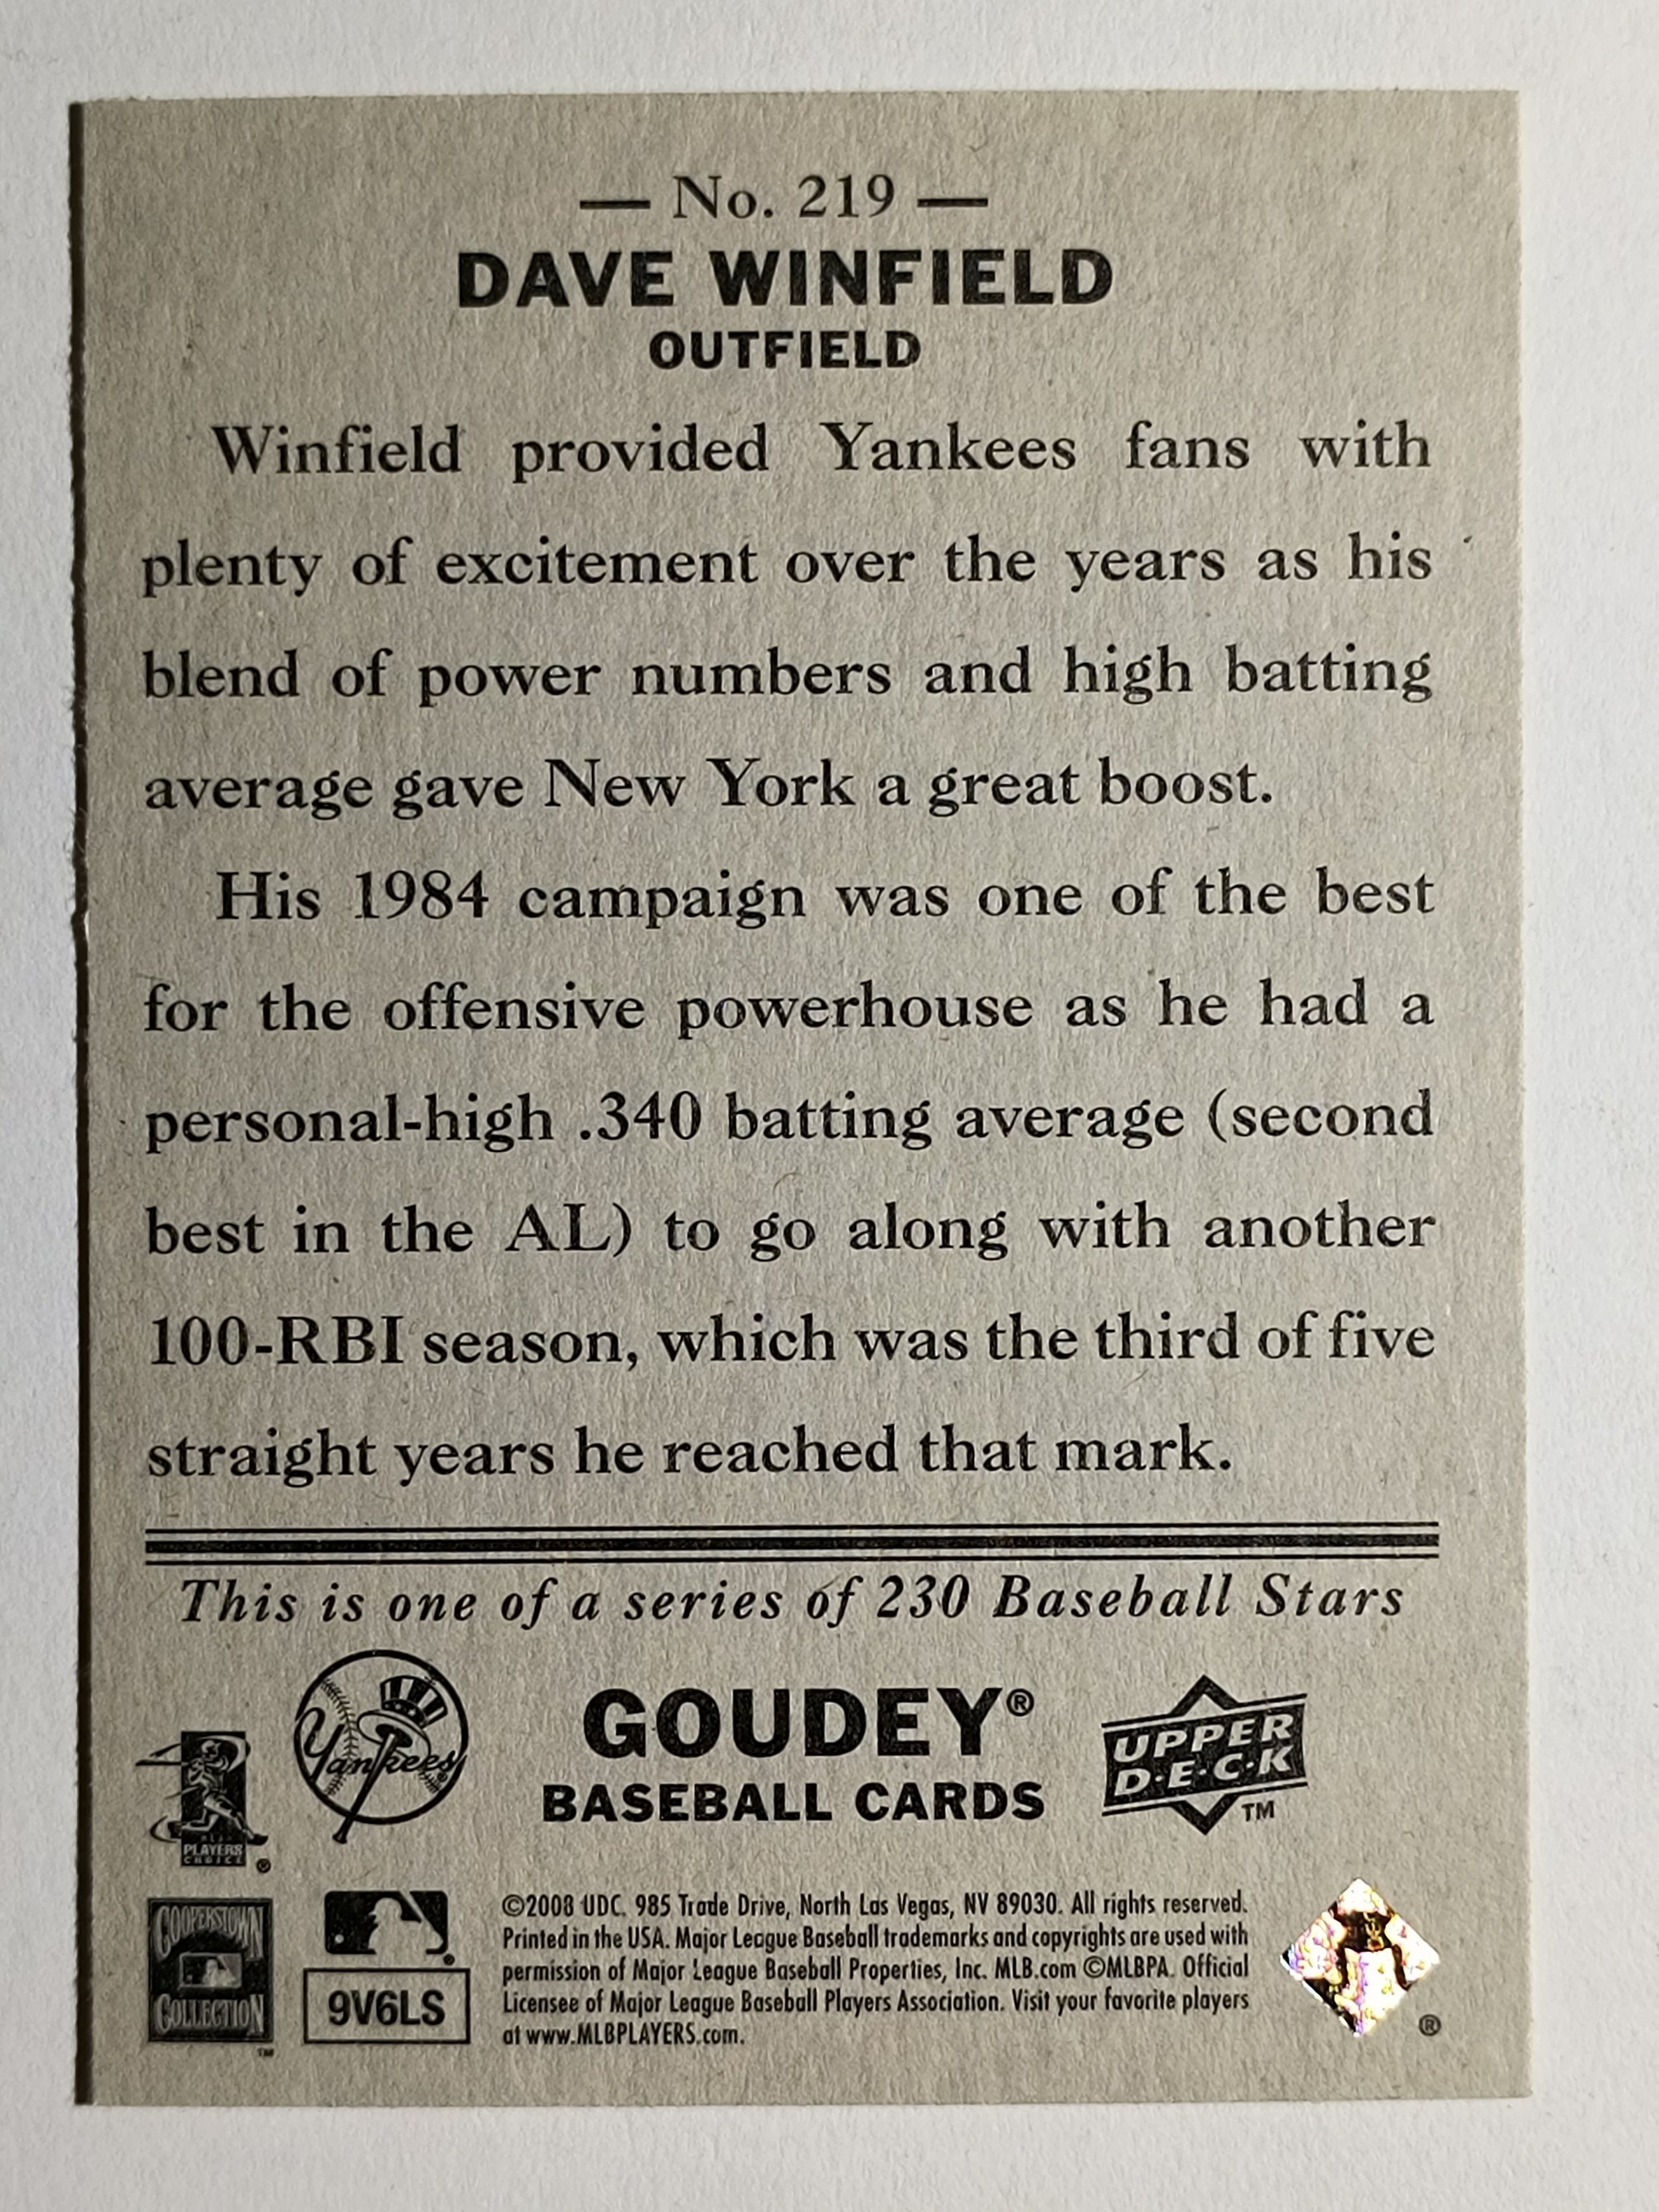 — No. 219 —
DAVE WINFIELD
OUTFIELD
Winfield provided Yankees fans with
plenty of excitement over the years as his
blend of power numbers and high batting
average gave New York a great boost.
His 1984 campaign was one of the best
for the offensive powerhouse as he had a
personal-high .340 batting average (second
best in the AL) to go along with another
100-RBI season, which was the third of five
straight years he reached that mark.
This is one of a series of 230 Baseball Stars
Yankees
GOUDEY®
BASEBALL CARDS
UPPER
D·E·C·K
TM
PLAYERS
CHOICE
®
COOPERSTOWN
COLLECTION
TM
9V6LS
©2008 UDC. 985 Trade Drive, North Las Vegas, NV 89030. All rights reserved.
Printed in the USA. Major League Baseball trademarks and copyrights are used with
permission of Major League Baseball Properties, Inc. MLB.com ©MLBPA. Official
Licensee of Major League Baseball Players Association. Visit your favorite players
at www.MLBPLAYERS.com.
®